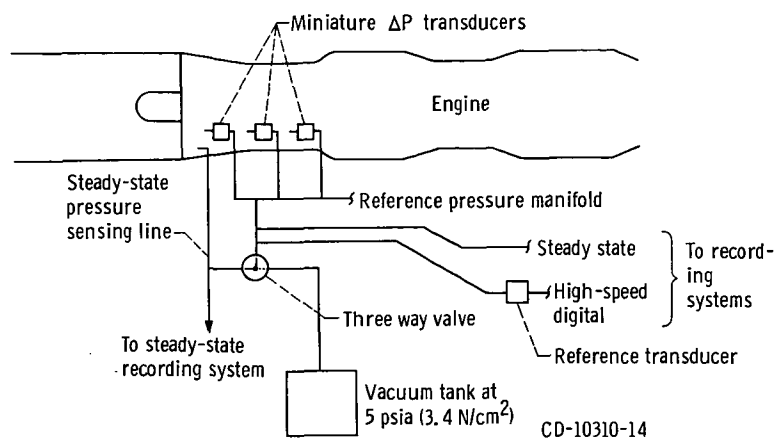 Miniature ΔP transducers
Engine
Steady-state
pressure
sensing line
Reference pressure manifold
Steady state
High-speed
digital
To record-
ing
systems
Three way valve
Reference transducer
To steady-state
recording system
Vacuum tank at
5 psia (3.4 N/cm²)
CD-10310-14